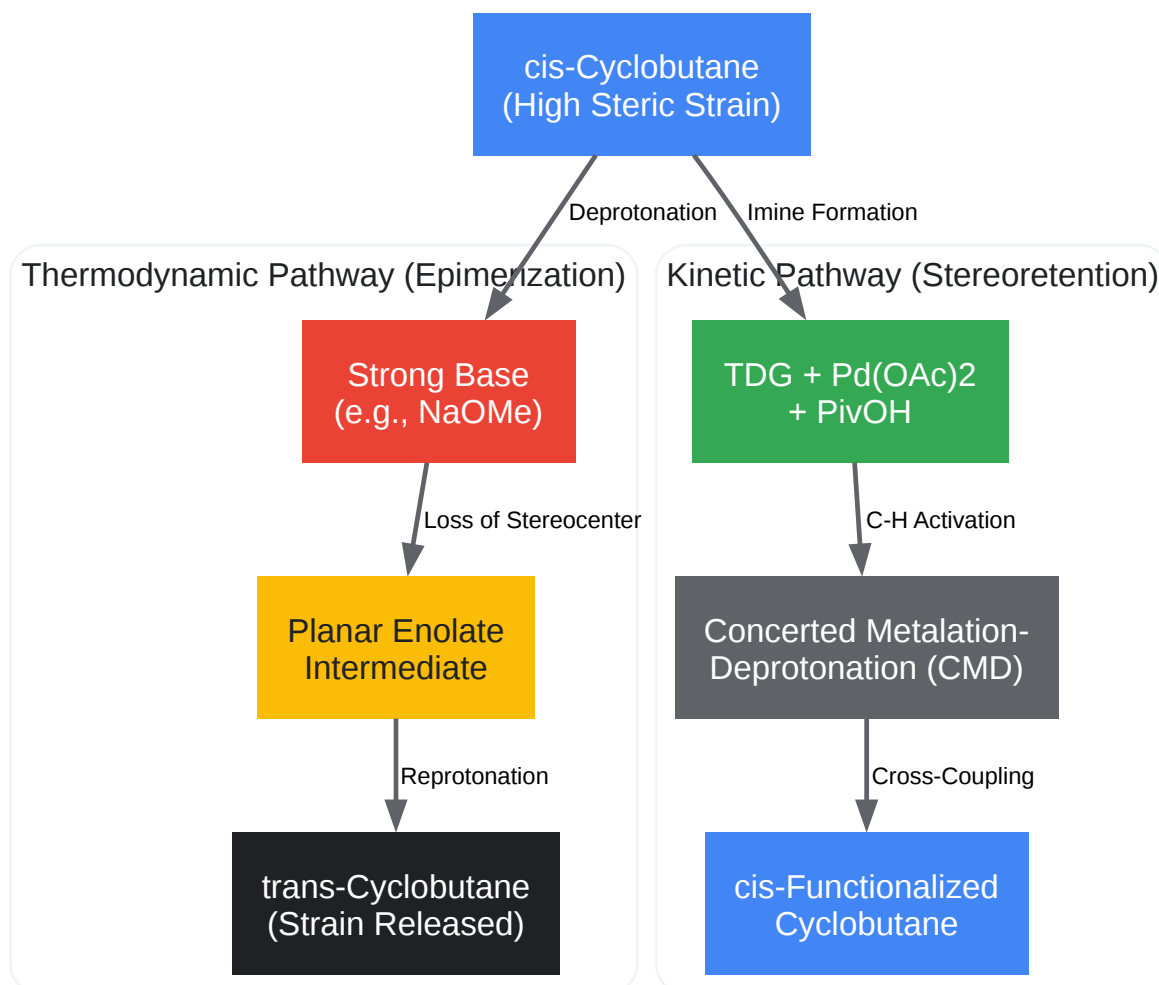 cis-Cyclobutane
(High Steric Strain)
Deprotonation
Imine Formation
Thermodynamic Pathway (Epimerization)
Kinetic Pathway (Stereoretention)
Strong Base
(e.g., NaOMe)
TDG + Pd(OAc)2
+ PivOH
Loss of Stereocenter
C-H Activation
Planar Enolate
Intermediate
Concerted Metalation-
Deprotonation (CMD)
Reprotonation
Cross-Coupling
trans-Cyclobutane
(Strain Released)
cis-Functionalized
Cyclobutane